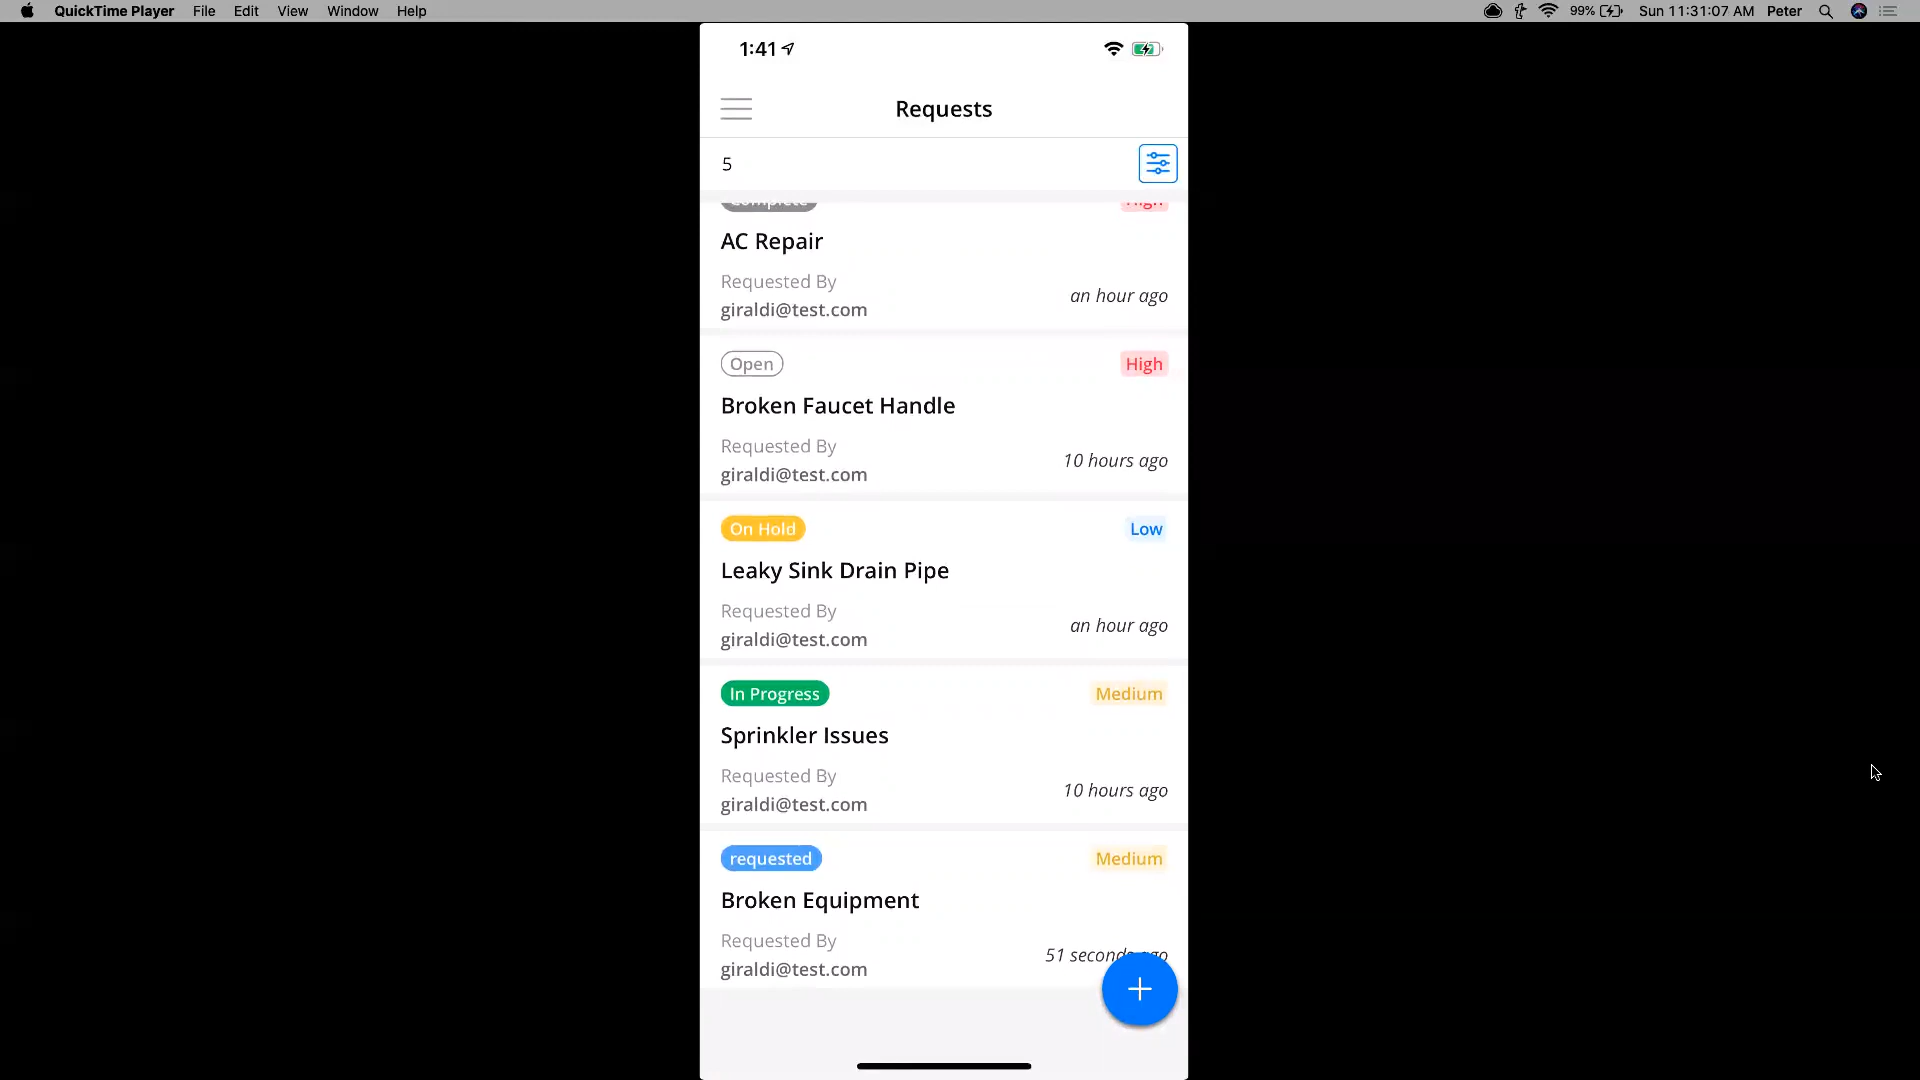 QuickTime Player File Edit View Window Help 99% Sun 11:31:07 AM Peter
1:41
Requests
5
Complete High
AC Repair
Requested By
an hour ago
giraldi@test.com
Open High
Broken Faucet Handle
Requested By
10 hours ago
giraldi@test.com
On Hold Low
Leaky Sink Drain Pipe
Requested By
an hour ago
giraldi@test.com
In Progress Medium
Sprinkler Issues
Requested By
10 hours ago
giraldi@test.com
requested Medium
Broken Equipment
Requested By
51 seconds ago
giraldi@test.com